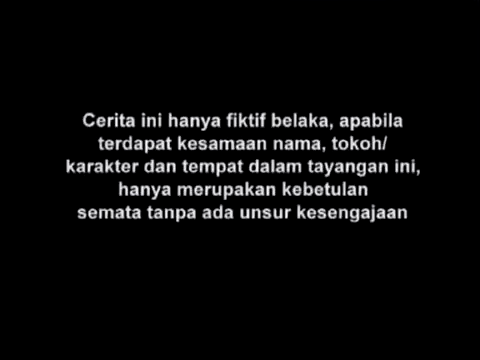 Cerita ini hanya fiktif belaka, apabila
terdapat kesamaan nama, tokoh/
karakter dan tempat dalam tayangan ini,
hanya merupakan kebetulan
semata tanpa ada unsur kesengajaan